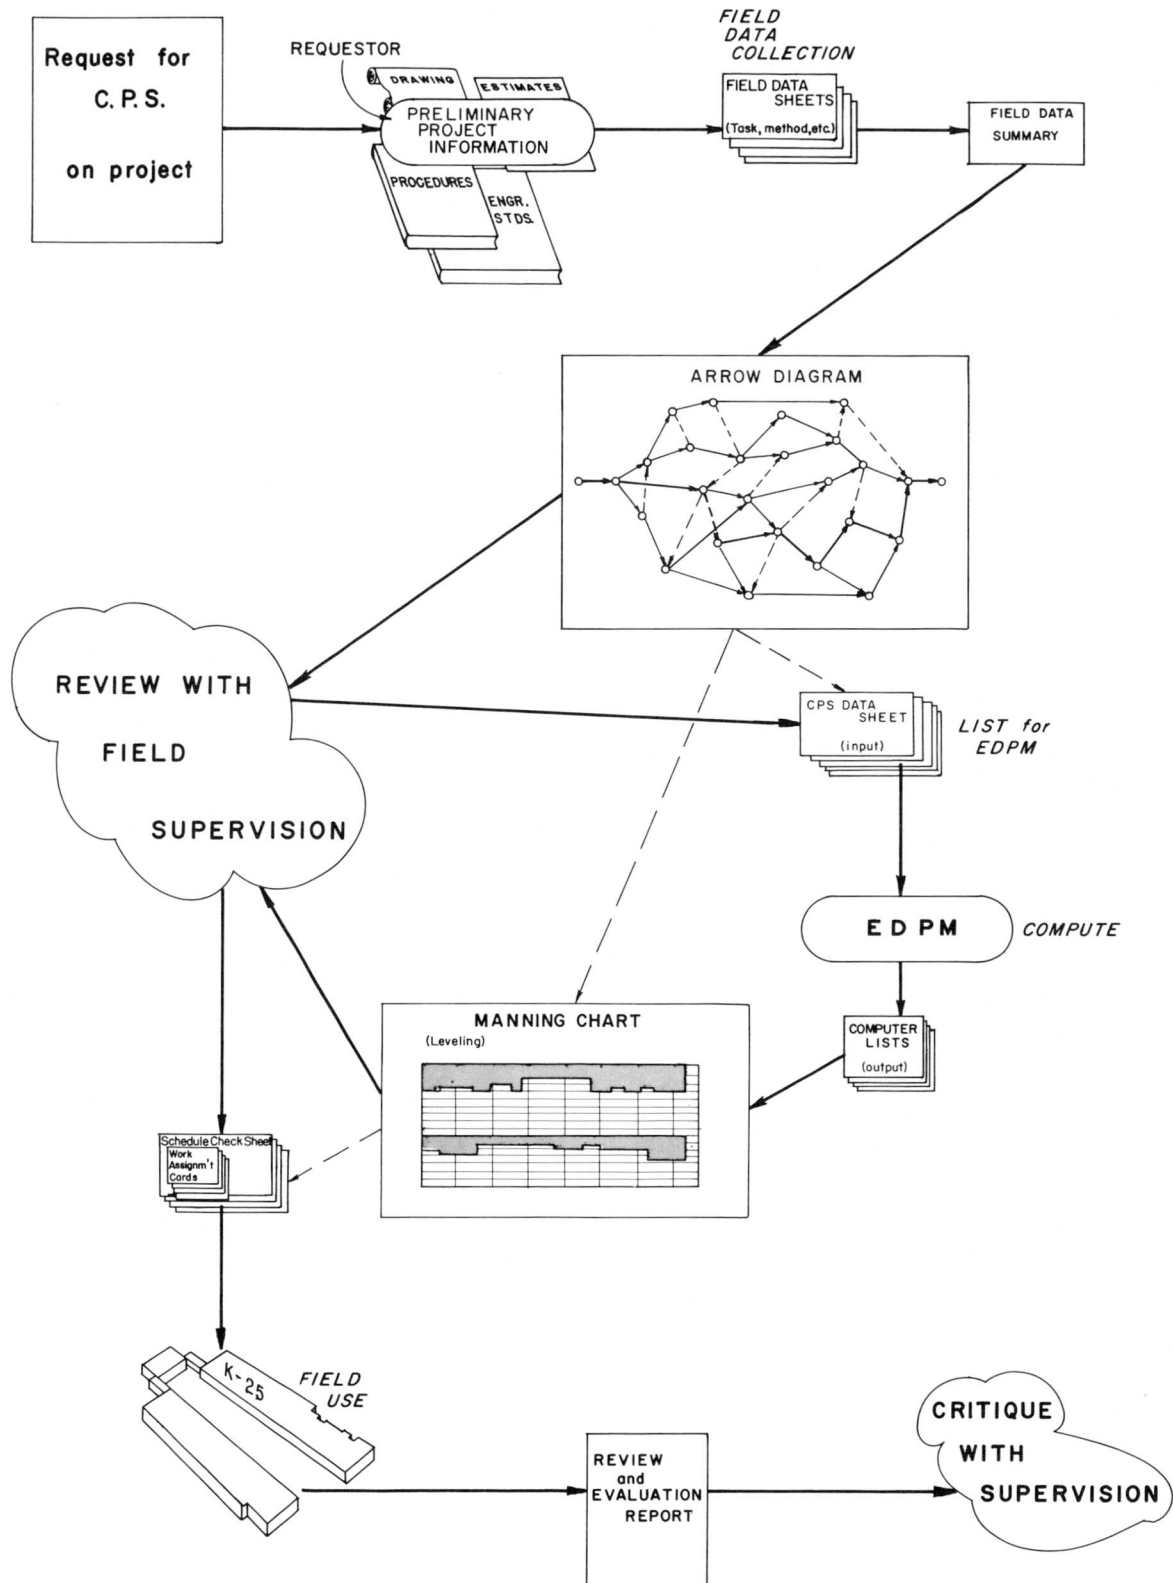 Request for
C. P. S.
on project
REQUESTOR
DRAWING
ESTIMATES
PRELIMINARY
PROJECT
INFORMATION
PROCEDURES
ENGR.
STDS.
FIELD
DATA
COLLECTION
FIELD DATA
SHEETS
(Task, method, etc.)
FIELD DATA
SUMMARY
ARROW DIAGRAM
REVIEW WITH
FIELD
SUPERVISION
CPS DATA
SHEET
(input)
LIST for
EDPM
EDPM
COMPUTE
COMPUTER
LISTS
(output)
MANNING CHART
(Leveling)
Schedule Check Sheet
Work
Assignm't
Cards
K-25
FIELD
USE
REVIEW
and
EVALUATION
REPORT
CRITIQUE
WITH
SUPERVISION